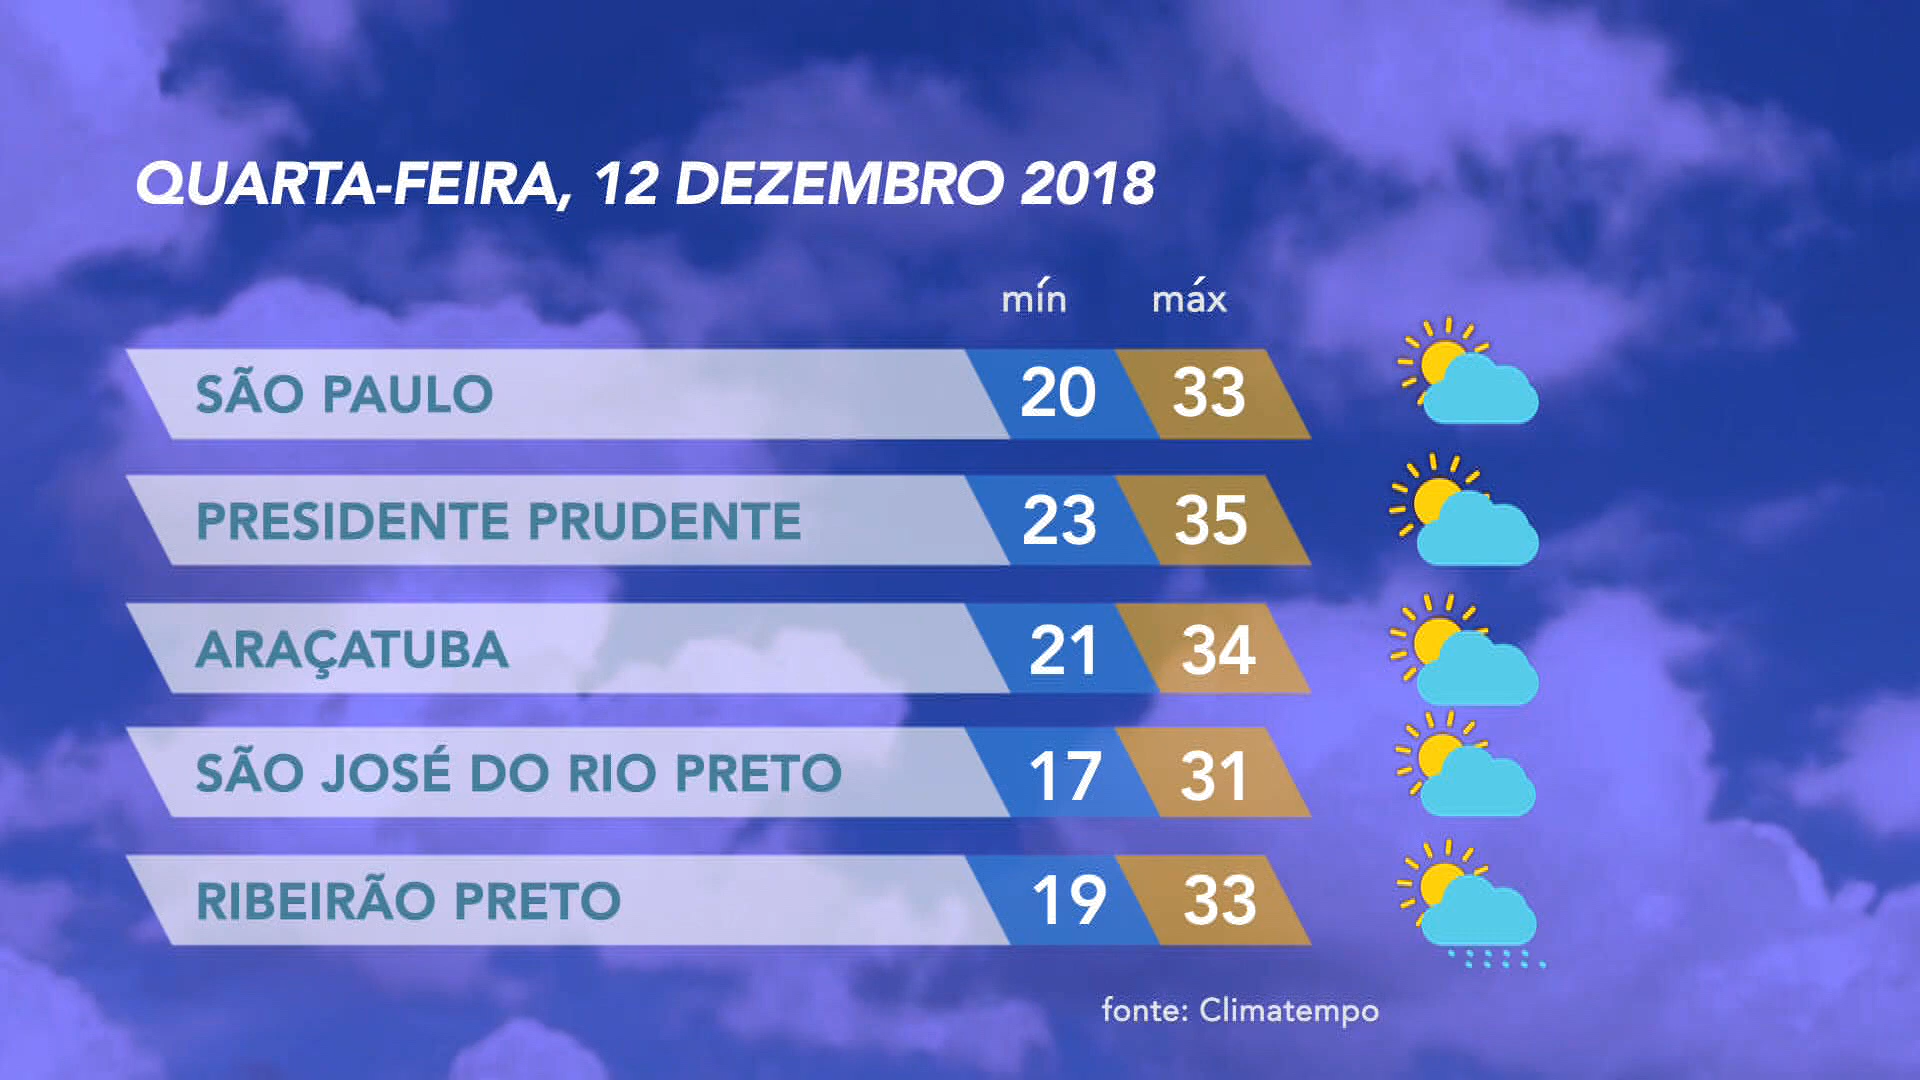 QUARTA-FEIRA, 12 DEZEMBRO 2018
mín máx
SÃO PAULO 20 33
PRESIDENTE PRUDENTE 23 35
ARAÇATUBA 21 34
SÃO JOSÉ DO RIO PRETO 17 31
RIBEIRÃO PRETO 19 33
fonte: Climatempo